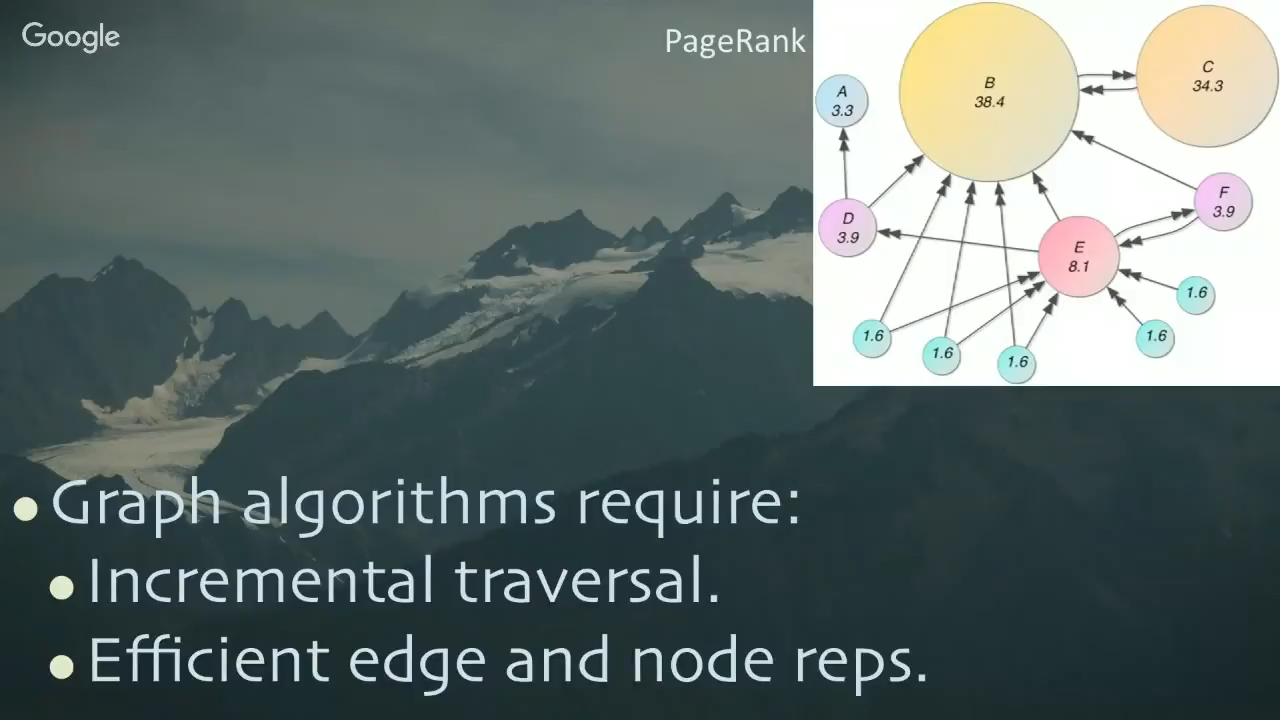 Google
PageRank
A
3.3
B
38.4
C
34.3
D
3.9
E
8.1
F
3.9
1.6
1.6
1.6
1.6
1.6
Graph algorithms require:
Incremental traversal.
Efficient edge and node reps.